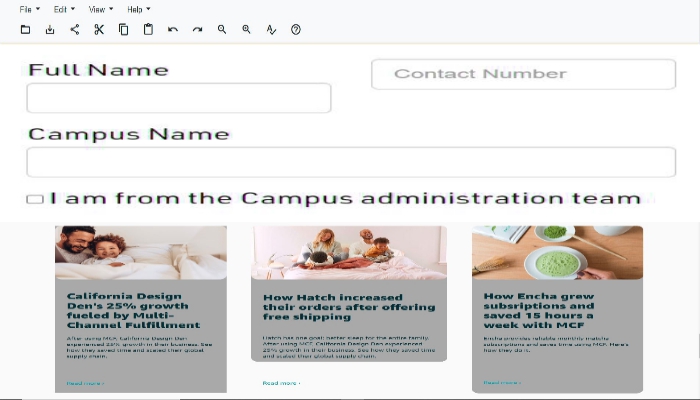 File Edit View Help
Full Name
Contact Number
Campus Name
I am from the Campus administration team
California Design
Den's 25% growth
fueled by Multi-
Channel Fulfillment
After using MCF, California Design Den
experienced 25% growth in their business. See
how they saved time and scaled their global
supply chain.
Read more ›
How Hatch increased
their orders after offering
free shipping
Hatch has one goal: better sleep for the entire family.
After using MCF, California Design Den experienced
25% growth in their business. See how they saved time
and scaled their global supply chain.
Read more ›
How Encha grew
subsriptions and
saved 15 hours a
week with MCF
Encha provides reliable monthly matcha
subscriptions and saves time using MCF. Here's
how they do it.
Read more ›